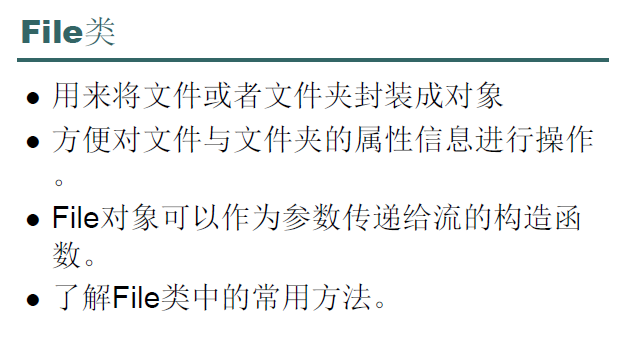 File类
● 用来将文件或者文件夹封装成对象
● 方便对文件与文件夹的属性信息进行操作
。
● File对象可以作为参数传递给流的构造函
数。
● 了解File类中的常用方法。